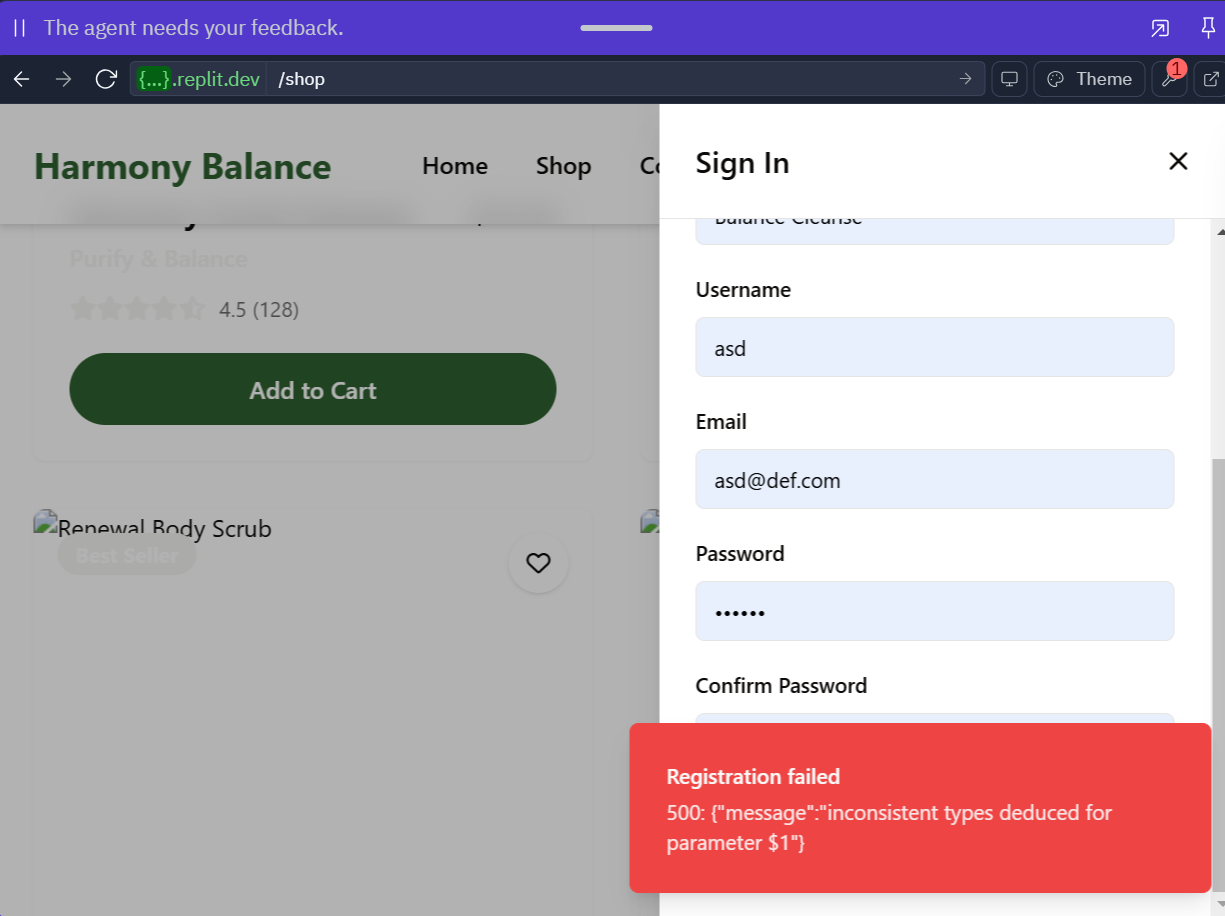 The agent needs your feedback.
{...}.replit.dev /shop
Theme
1
Harmony Balance
Home
Shop
Sign In
Balance Cleanse
Purify & Balance
4.5 (128)
Add to Cart
Renewal Body Scrub
Best Seller
Username
asd
Email
asd@def.com
Password
••••••
Confirm Password
Registration failed
500: {"message":"inconsistent types deduced for
parameter $1"}